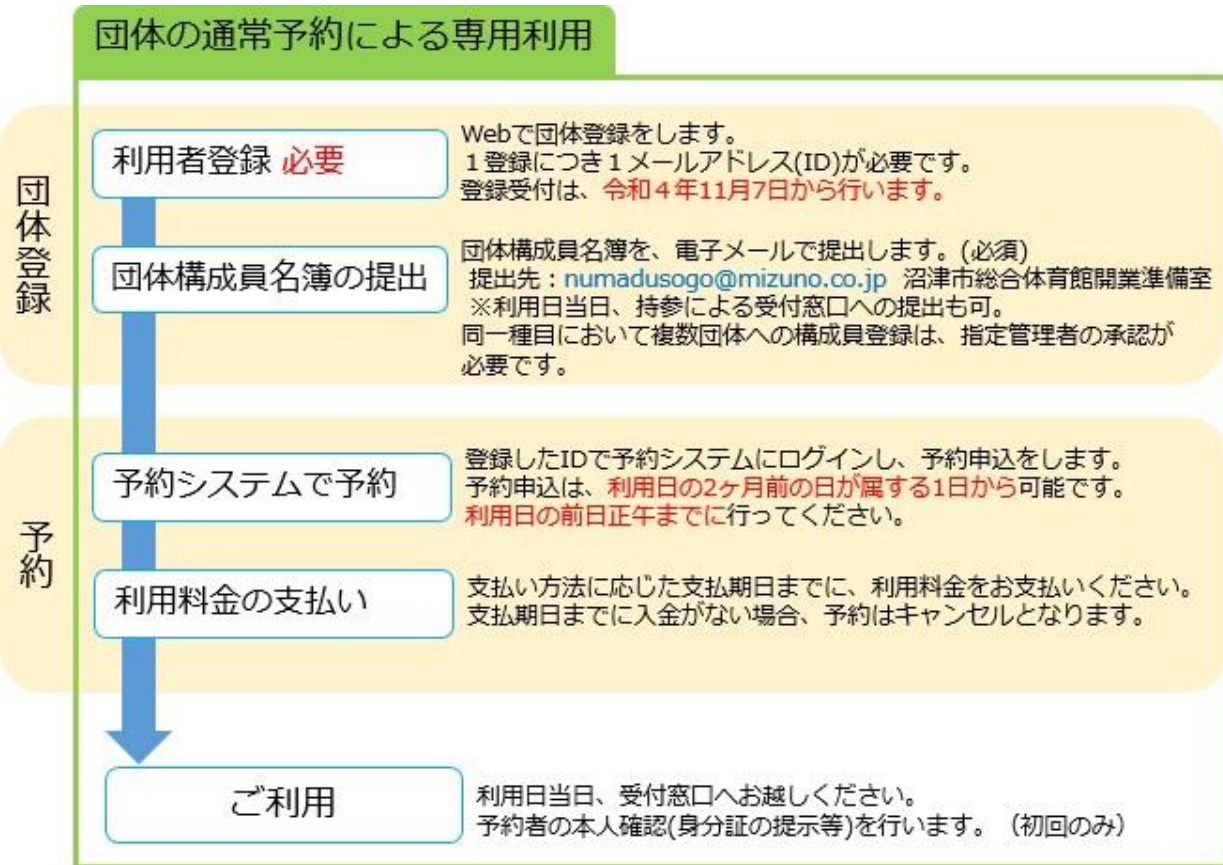 団体の通常予約による専用利用
団体登録
利用者登録 必要
Webで団体登録をします。
１登録につき１メールアドレス(ID)が必要です。
登録受付は、令和４年11月7日から行います。
団体構成員名簿の提出
団体構成員名簿を、電子メールで提出します。(必須)
提出先：numadusogo@mizuno.co.jp 沼津市総合体育館開業準備室
※利用日当日、持参による受付窓口への提出も可。
同一種目において複数団体への構成員登録は、指定管理者の承認が
必要です。
予約
予約システムで予約
登録したIDで予約システムにログインし、予約申込をします。
予約申込は、利用日の2ヶ月前の日が属する1日から可能です。
利用日の前日正午までに行ってください。
利用料金の支払い
支払い方法に応じた支払期日までに、利用料金をお支払いください。
支払期日までに入金がない場合、予約はキャンセルとなります。
ご利用
利用日当日、受付窓口へお越しください。
予約者の本人確認(身分証の提示等)を行います。（初回のみ）